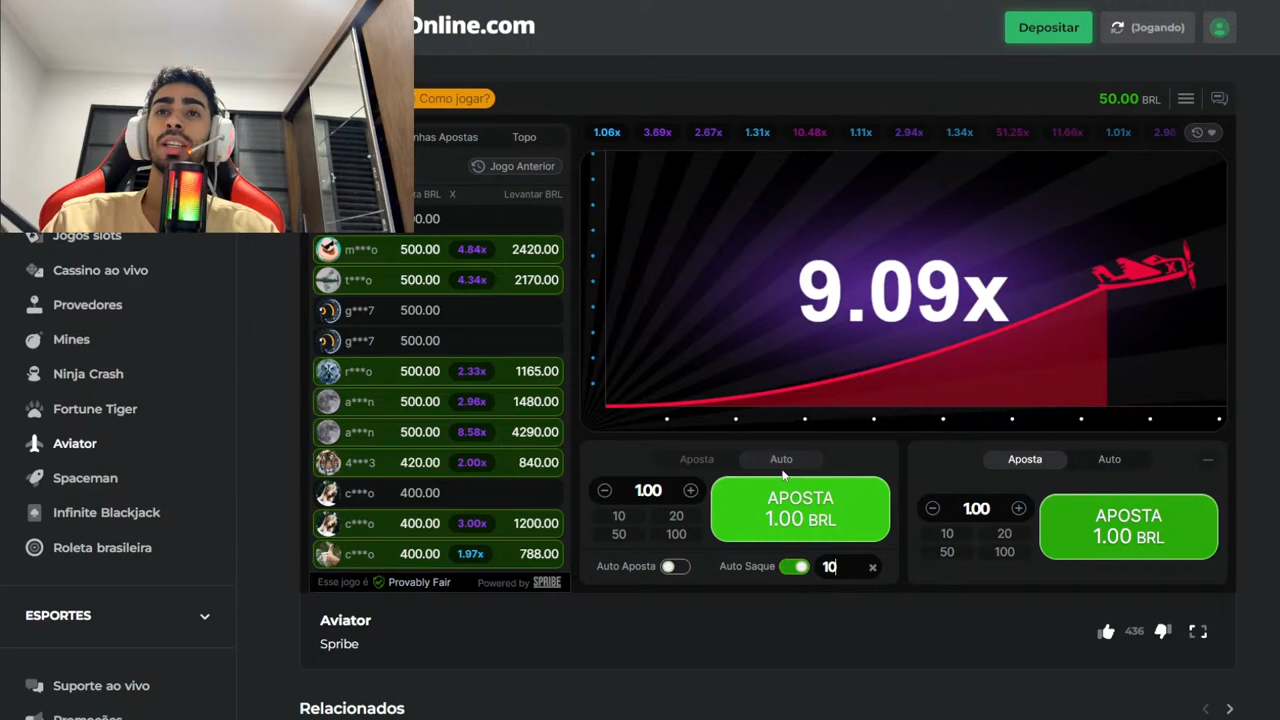 Online.com
Depositar
(Jogando)
Como jogar?
50.00 BRL
nhas Apostas
Topo
1.06x 3.69x 2.67x 1.31x 10.48x 1.11x 2.94x 1.34x 51.25x 11.66x 1.01x 2.98
Jogo Anterior
BRL X Levantar BRL
00.00
m***o 500.00 4.84x 2420.00
t***o 500.00 4.34x 2170.00
g***7 500.00
g***7 500.00
r***o 500.00 2.33x 1165.00
a***n 500.00 2.96x 1480.00
a***n 500.00 8.58x 4290.00
4***3 420.00 2.00x 840.00
c***o 400.00
c***o 400.00 3.00x 1200.00
c***o 400.00 1.97x 788.00
Esse jogo é Provably Fair Powered by SPRIBE
9.09x
Aposta Auto
1.00
10 20
50 100
APOSTA
1.00 BRL
Auto Aposta
Auto Saque
10
Aposta Auto
1.00
10 20
50 100
APOSTA
1.00 BRL
Jogos slots
Cassino ao vivo
Provedores
Mines
Ninja Crash
Fortune Tiger
Aviator
Spaceman
Infinite Blackjack
Roleta brasileira
ESPORTES
Suporte ao vivo
Aviator
Spribe
436
Relacionados